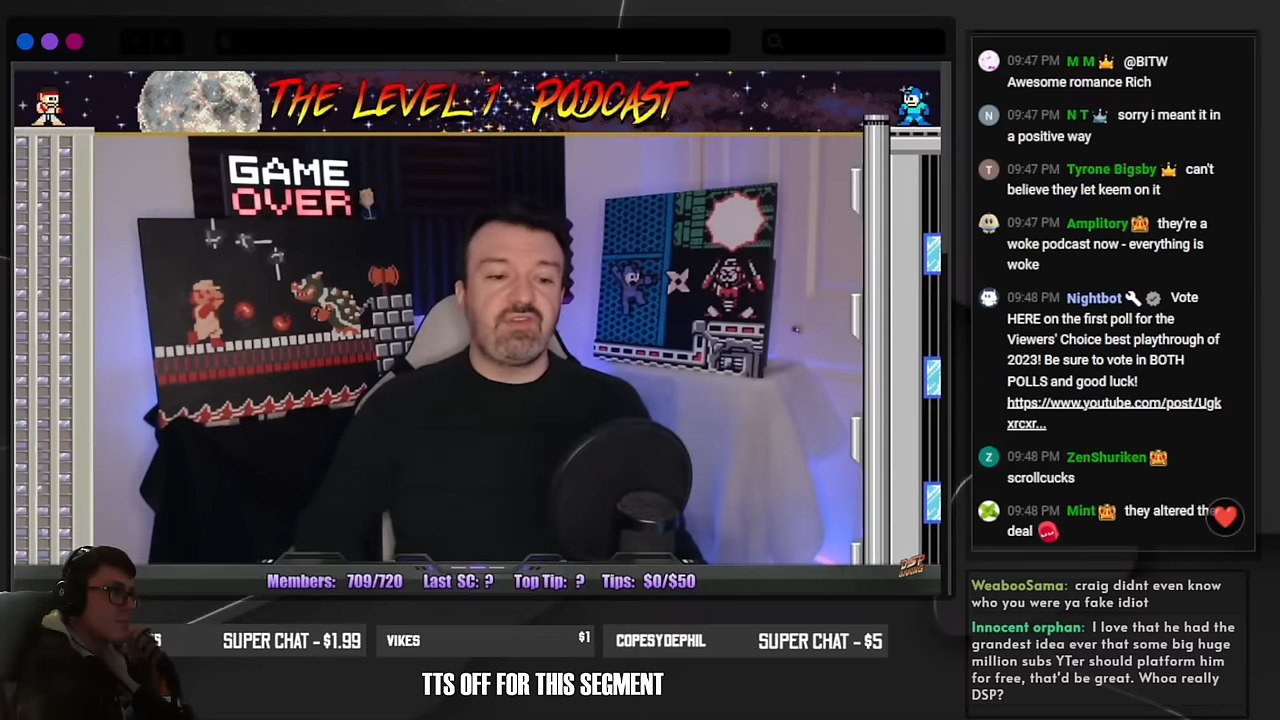 THE LEVEL 1 PODCAST
GAME
OVER
Members: 709/720 Last SC: ? Top Tip: ? Tips: $0/$50
DSP
GAMING
SUPER CHAT - $1.99
VIKES $1
COPESYDEPHIL SUPER CHAT - $5
TTS OFF FOR THIS SEGMENT
09:47 PM M M @BITW
Awesome romance Rich
N 09:47 PM N T sorry i meant it in
a positive way
T 09:47 PM Tyrone Bigsby can't
believe they let keem on it
09:47 PM Amplitory they're a
woke podcast now - everything is
woke
09:48 PM Nightbot Vote
HERE on the first poll for the
Viewers' Choice best playthrough of
2023! Be sure to vote in BOTH
POLLS and good luck!
https://www.youtube.com/post/Ugk
xrcxr...
Z 09:48 PM ZenShuriken
scrollcucks
09:48 PM Mint they altered the
deal
WeabooSama: craig didnt even know
who you were ya fake idiot
Innocent orphan: I love that he had the
grandest idea ever that some big huge
million subs YTer should platform him
for free, that'd be great. Whoa really
DSP?